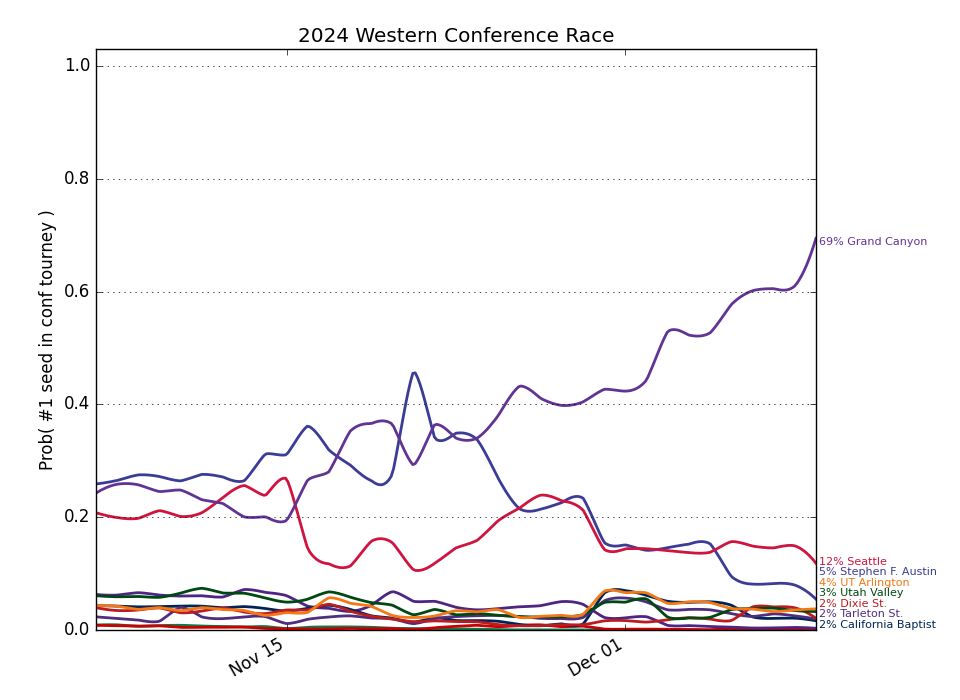 2024 Western Conference Race
Prob( #1 seed in conf tourney )
1.0
0.8
0.6
0.4
0.2
0.0
Nov 15
Dec 01
69% Grand Canyon
12% Seattle
5% Stephen F. Austin
4% UT Arlington
3% Utah Valley
2% Dixie St.
2% Tarleton St.
2% California Baptist